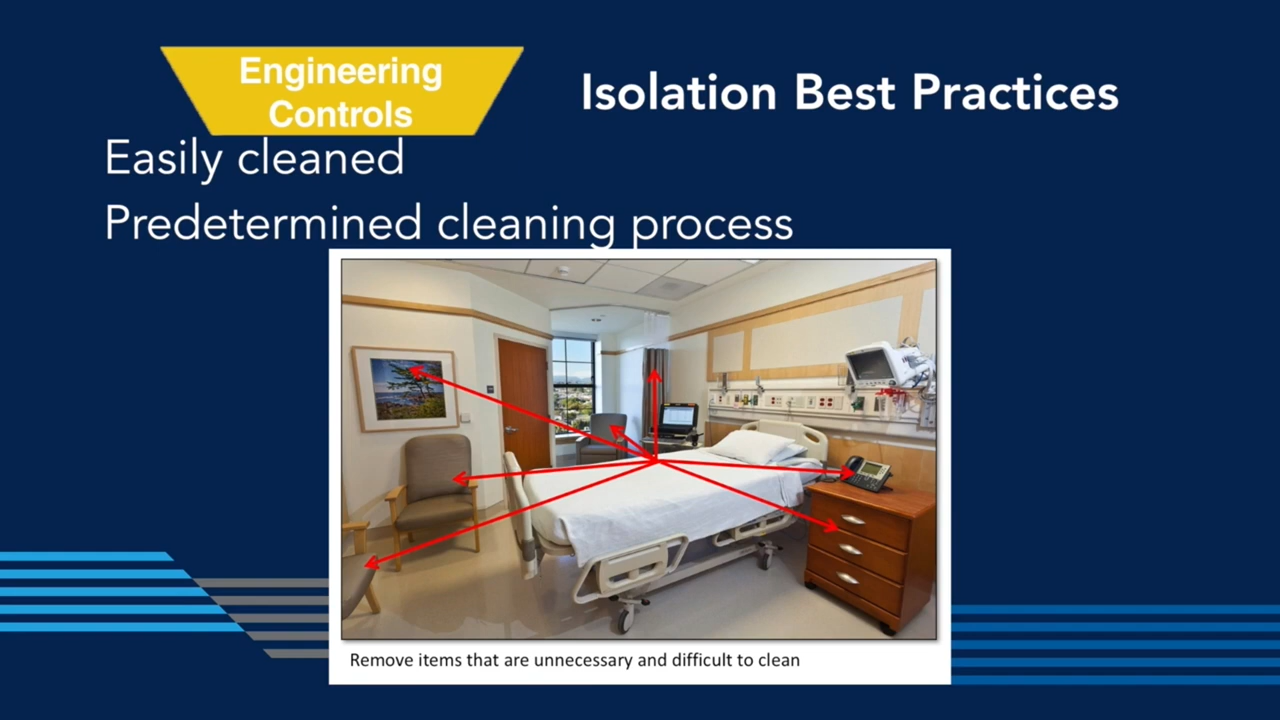 Engineering
Controls
Isolation Best Practices
Easily cleaned
Predetermined cleaning process
Remove items that are unnecessary and difficult to clean